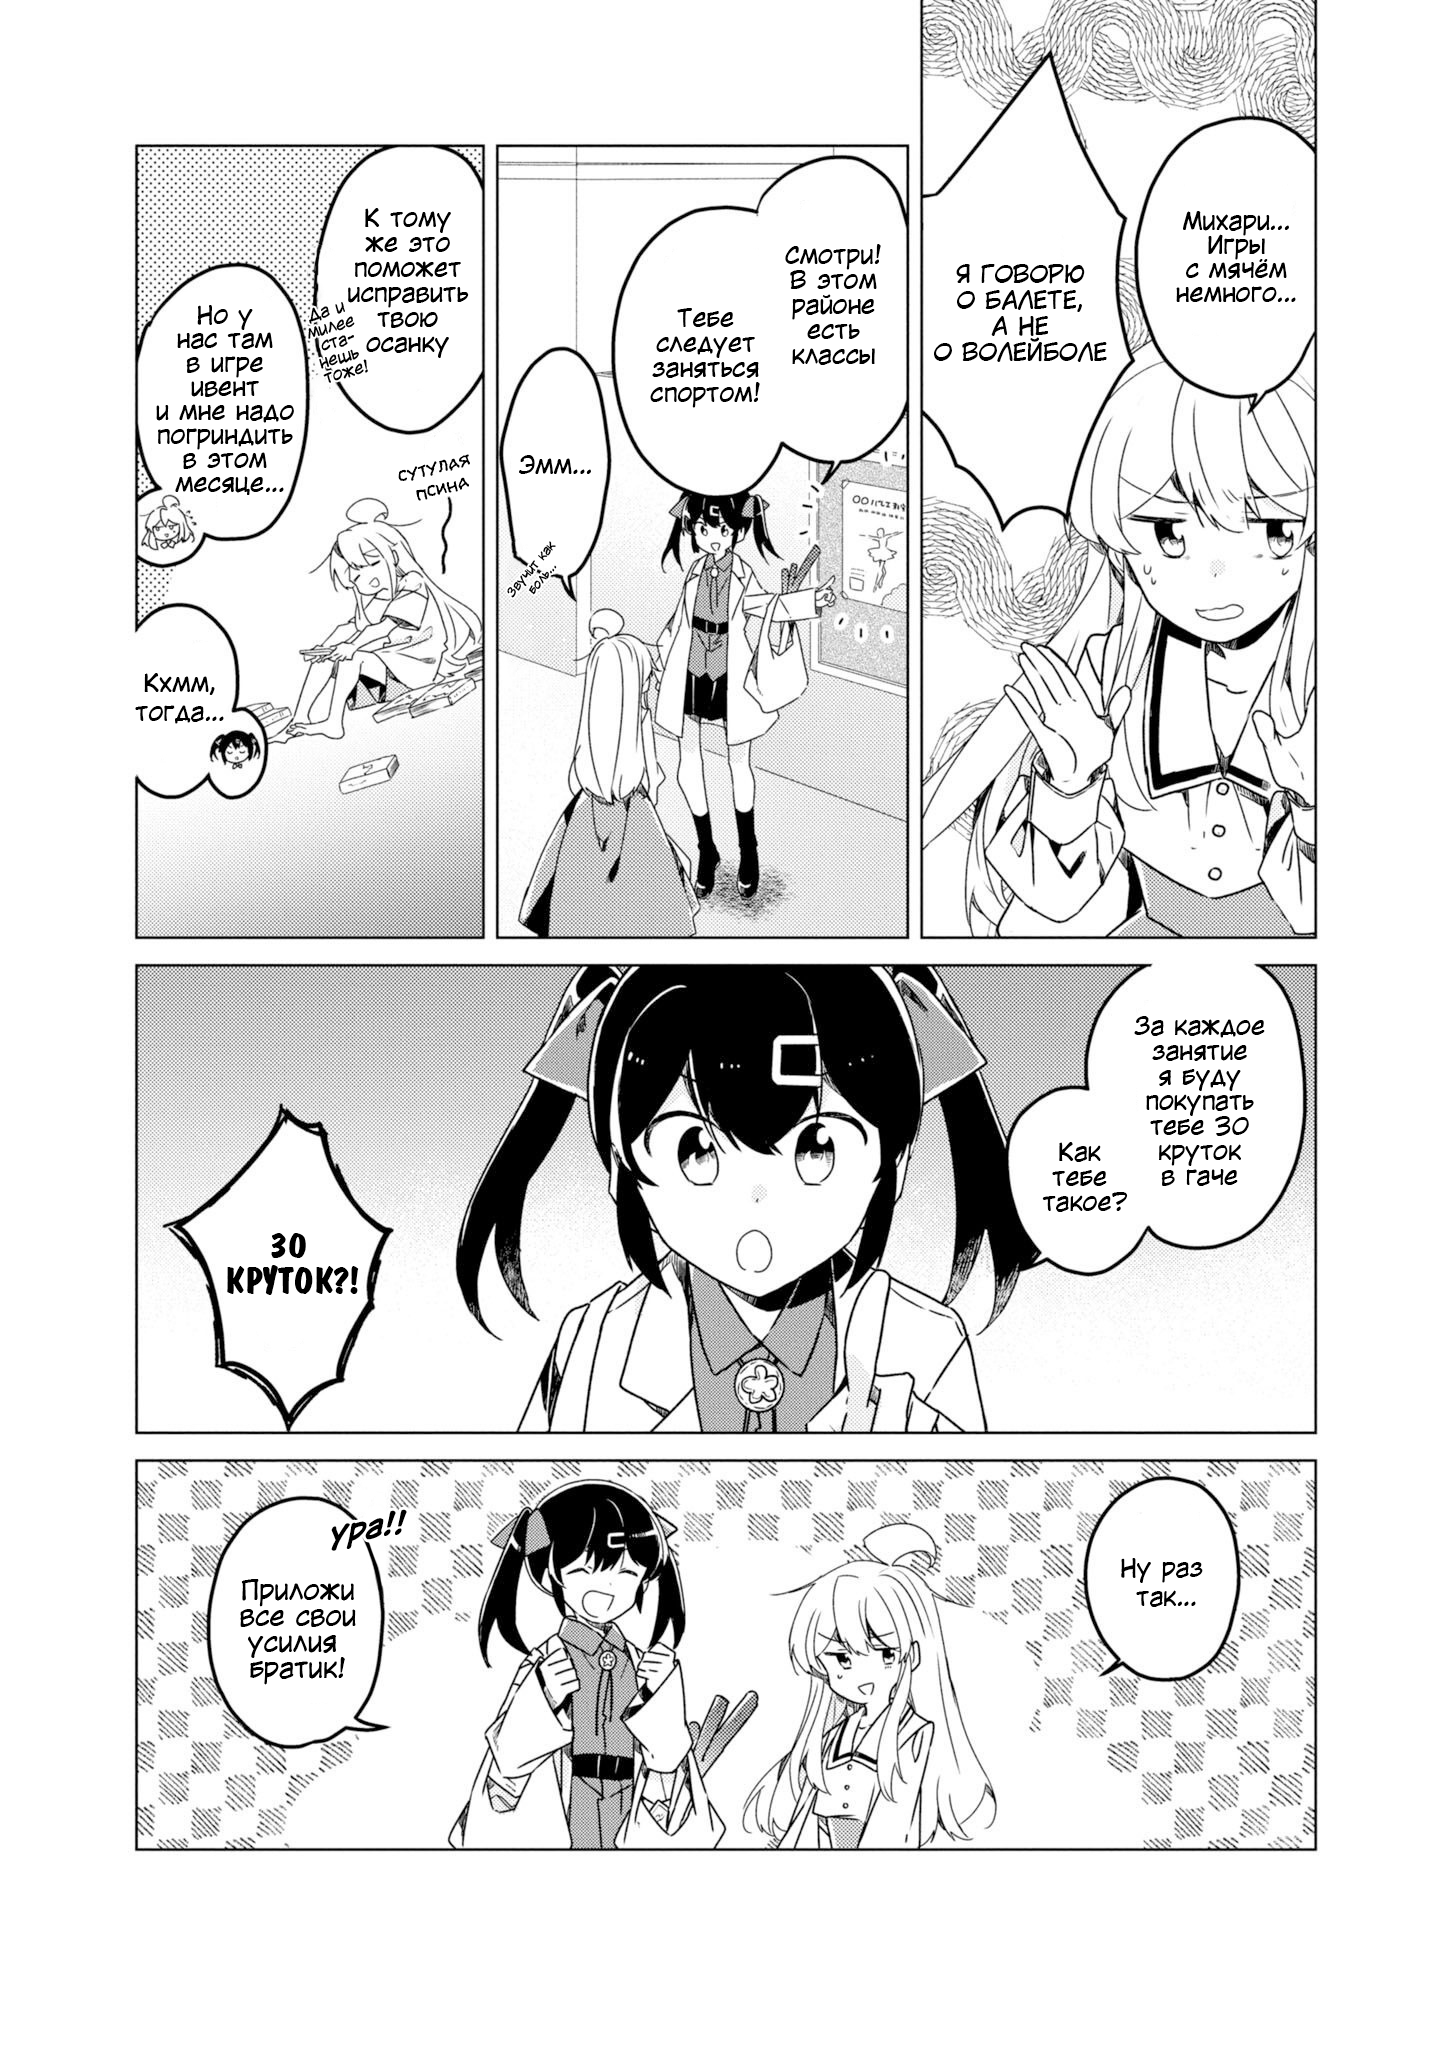 Михари...
Игры
с мячём
немного...
Я ГОВОРЮ
О БАЛЕТЕ,
А НЕ
О ВОЛЕЙБОЛЕ
Смотри!
В этом
районе
есть
классы
Тебе
следует
заняться
спортом!
Эмм...
Звучит как
боль...
К тому
же это
поможет
исправить
твою
осанку
Да и
милее
ста-
нешь
тоже!
сутулая
псина
Но у
нас там
в игре
ивент
и мне надо
погриндить
в этом
месяце...
Кхмм,
тогда...
За каждое
занятие
я буду
покупать
тебе 30
круток
в гаче
Как
тебе
такое?
30
КРУТОК?!
Ну раз
так...
ура!!
Приложи
все свои
усилия
братик!